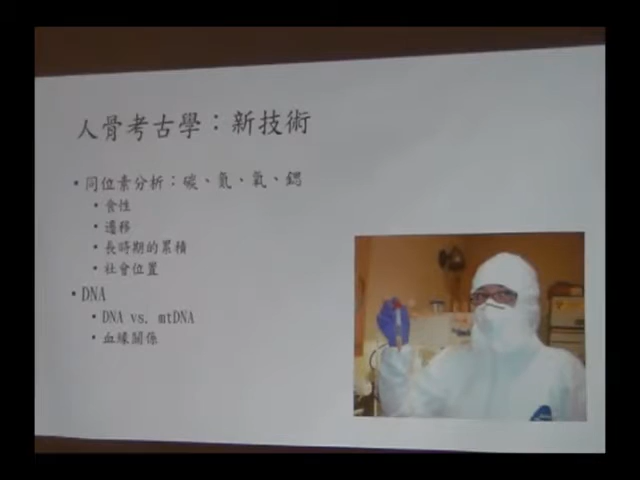 人骨考古學：新技術
• 同位素分析：碳、氮、氧、鍶
• 食性
• 遷移
• 長時期的累積
• 社會位置
• DNA
• DNA vs. mtDNA
• 血緣關係